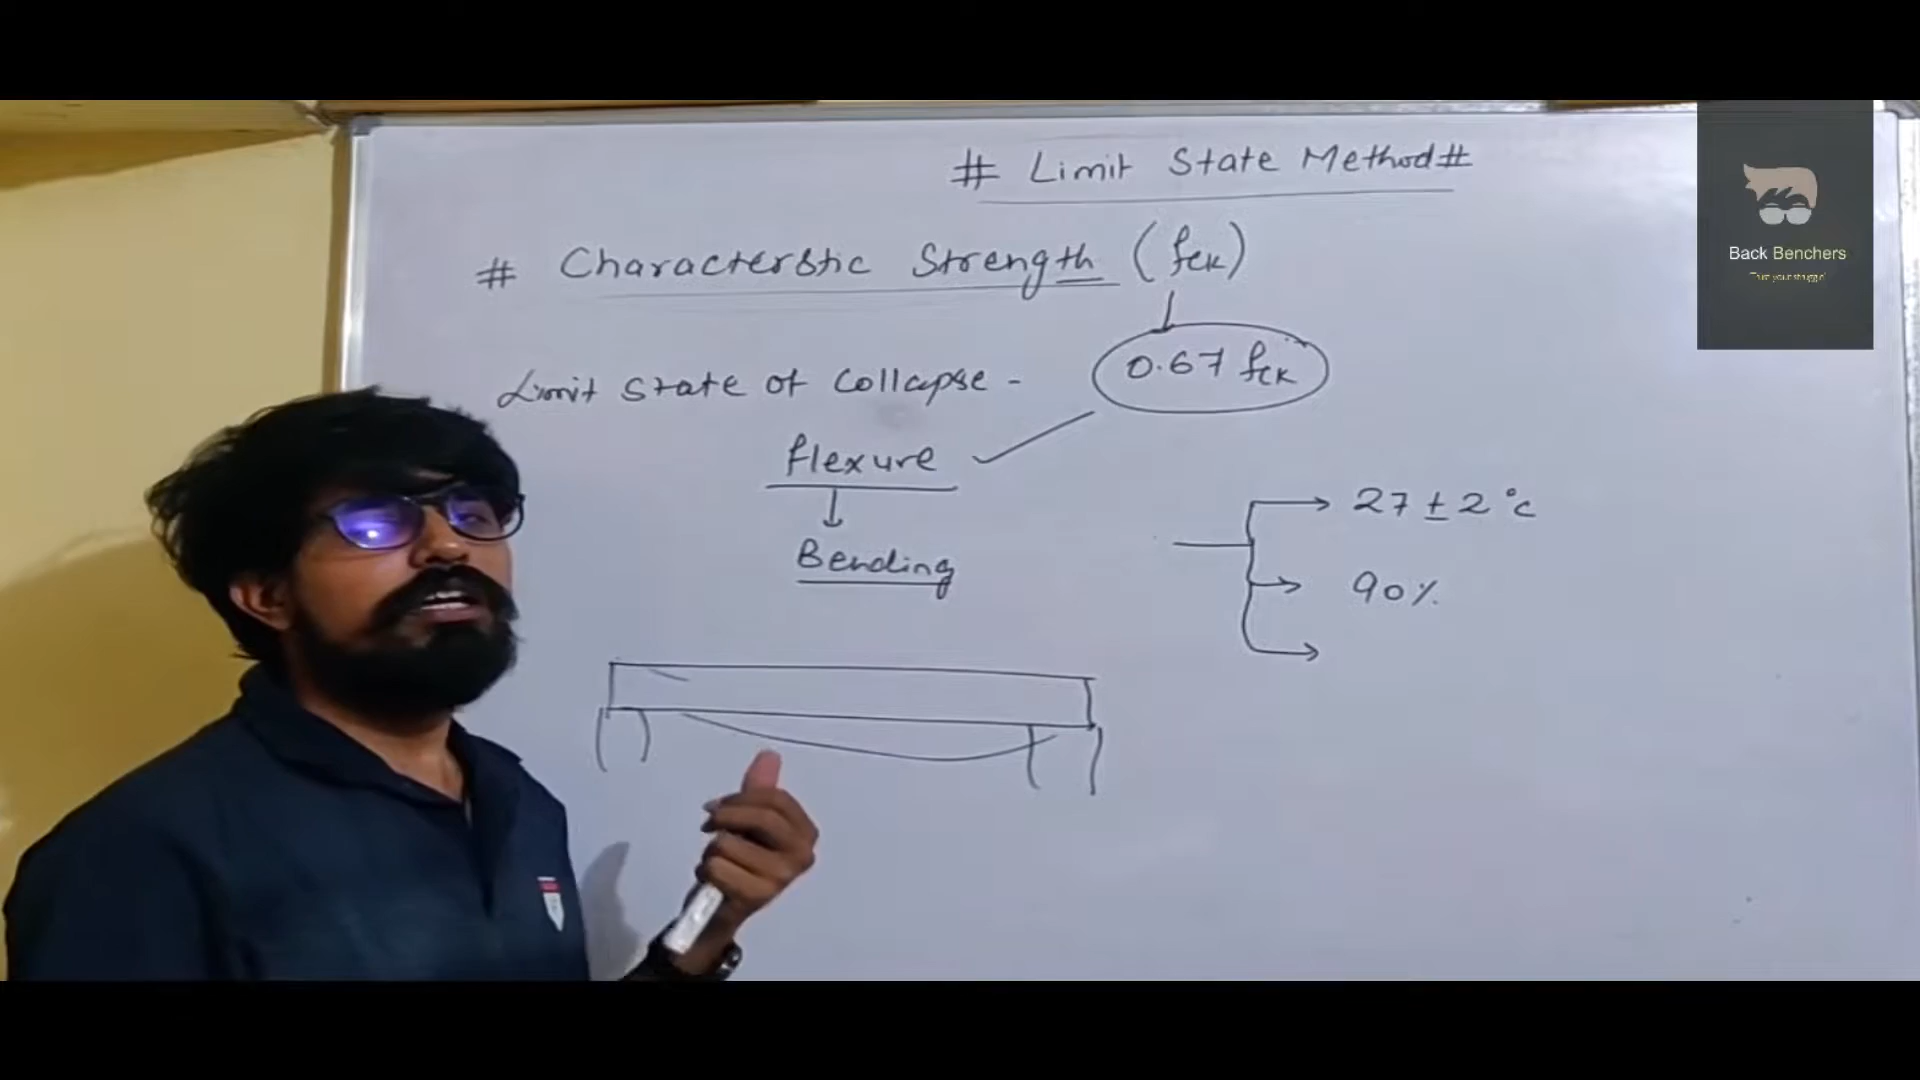 # Limit State Method #
# Characterstic Strength (fck)
Limit State of Collapse - 0.67 fck
flexure
Bending
27 ± 2 °c
90%
Back Benchers